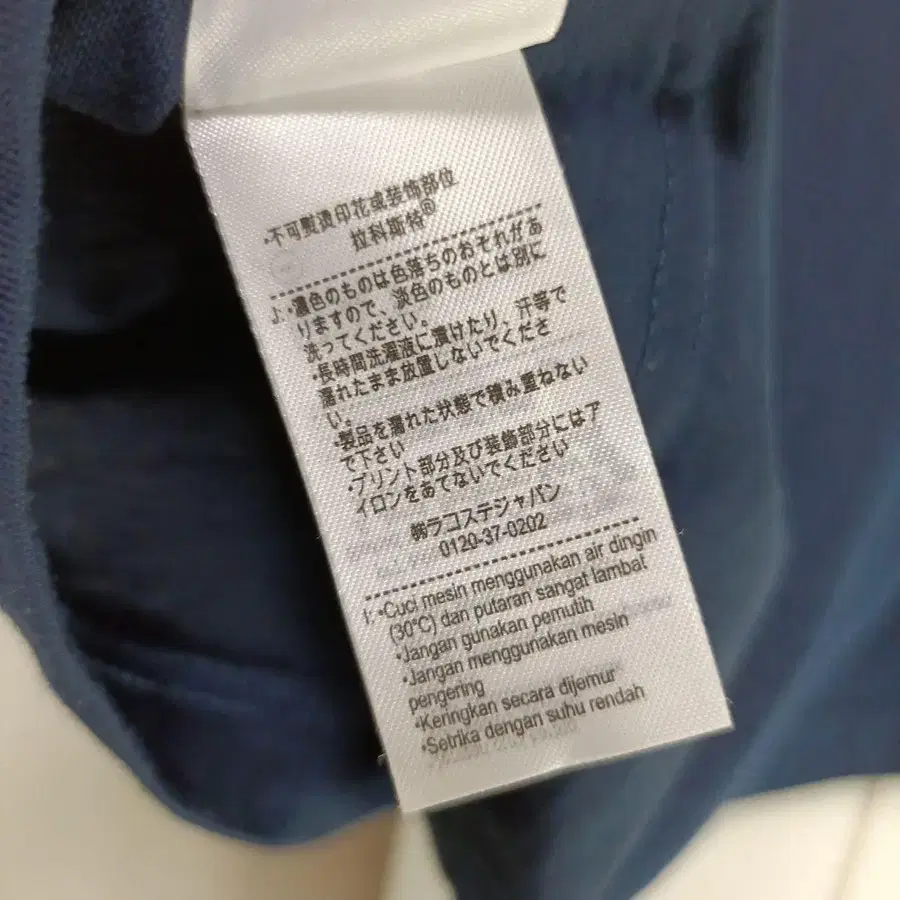 •不可熨烫印花或装饰部位
拉科斯特®
J:•濃色のものは色落ちのおそれがあ
りますので、淡色のものとは別に
洗ってください。
•長時間洗濯液に漬けたり、汗等で
濡れたまま放置しないでくださ
い。
•製品を濡れた状態で積み重ねない
で下さい
•プリント部分及び装飾部分にはア
イロンをあてないでください
㈱ラコステジャパン
0120-37-0202
I:•Cuci mesin menggunakan air dingin
(30°C) dan putaran sangat lambat
•Jangan gunakan pemutih
•Jangan menggunakan mesin
pengering
•Keringkan secara dijemur
•Setrika dengan suhu rendah